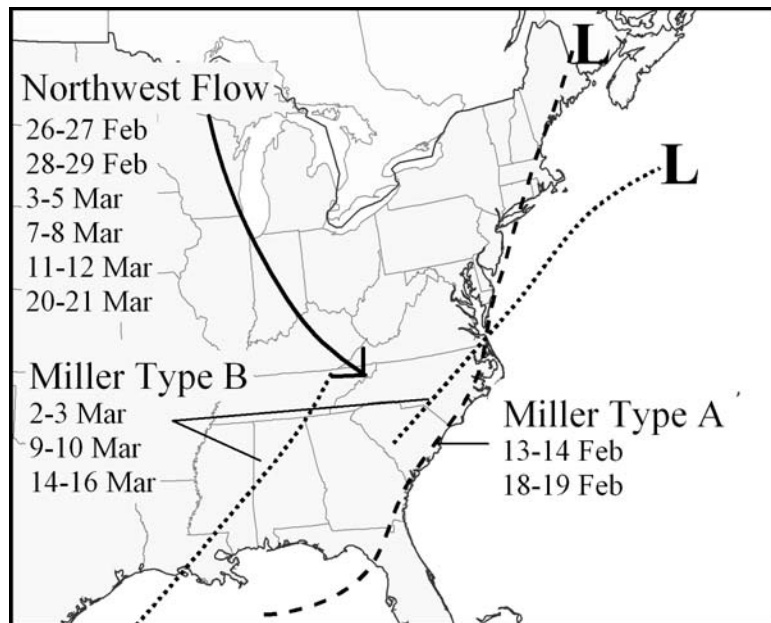 L
Northwest Flow
26-27 Feb
28-29 Feb
3-5 Mar
7-8 Mar
11-12 Mar
20-21 Mar
L
Miller Type B
2-3 Mar
9-10 Mar
14-16 Mar
Miller Type A
13-14 Feb
18-19 Feb